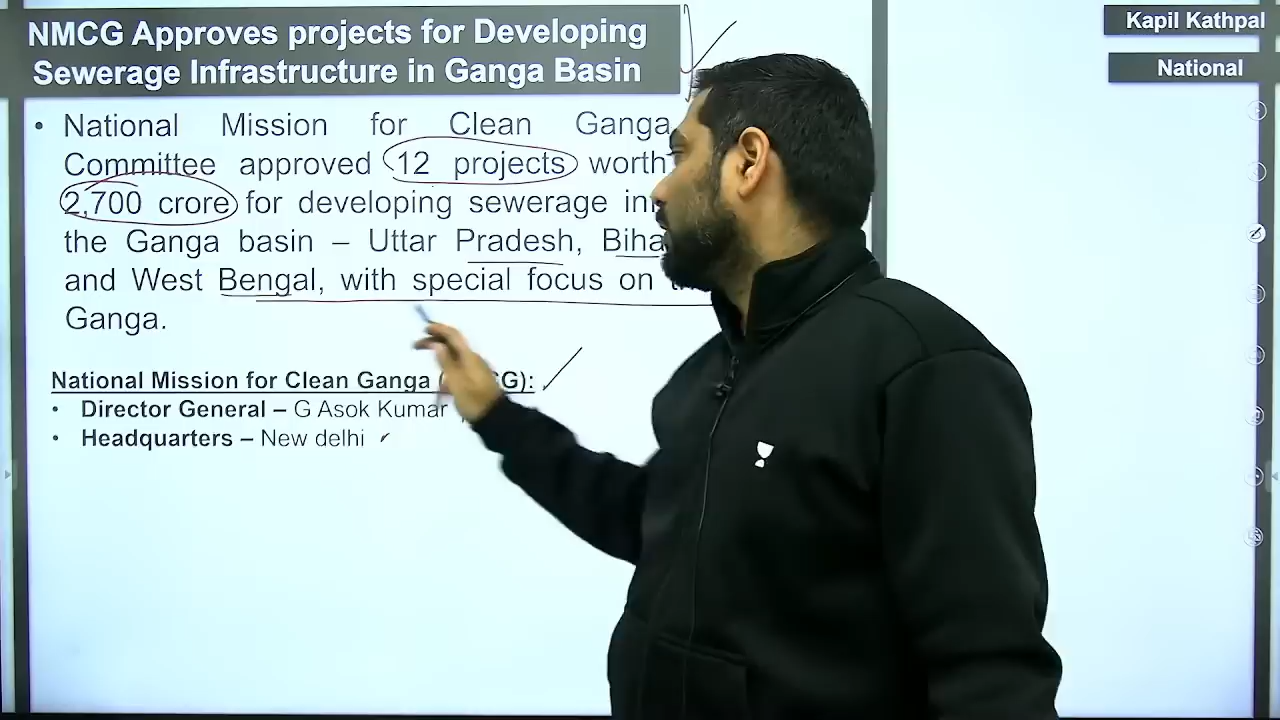 NMCG Approves projects for Developing
Sewerage Infrastructure in Ganga Basin
Kapil Kathpal
National
• National Mission for Clean Ganga
Committee approved 12 projects worth
2,700 crore for developing sewerage
the Ganga basin – Uttar Pradesh,
and West Bengal, with special focus on
Ganga.
National Mission for Clean Ganga
• Director General – G Asok Kumar
• Headquarters – New delhi